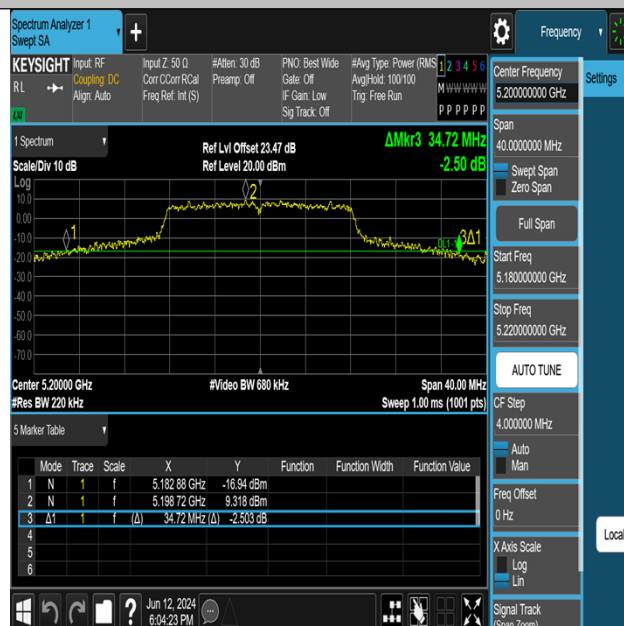 Spectrum Analyzer 1
Swept SA
+
Frequency
KEYSIGHT
RL
LXI
Input: RF
Coupling: DC
Align: Auto
Input Z: 50 Ω
Corr CCorr RCal
Freq Ref: Int (S)
#Atten: 30 dB
Preamp: Off
PNO: Best Wide
Gate: Off
IF Gain: Low
Sig Track: Off
#Avg Type: Power (RMS
Avg|Hold: 100/100
Trig: Free Run
1 2 3 4 5 6
M W W W W W
P P P P P P
1 Spectrum
Scale/Div 10 dB
Ref Lvl Offset 23.47 dB
Ref Level 20.00 dBm
ΔMkr3 34.72 MHz
-2.50 dB
Log
10.0
0.00
-10.0
-20.0
-30.0
-40.0
-50.0
-60.0
-70.0
1
2
3Δ1
Center 5.20000 GHz
#Video BW 680 kHz
Span 40.00 MHz
#Res BW 220 kHz
Sweep 1.00 ms (1001 pts)
5 Marker Table
Mode Trace Scale X Y Function Function Width Function Value
1 N 1 f 5.182 88 GHz -16.94 dBm
2 N 1 f 5.198 72 GHz 9.318 dBm
3 Δ1 1 f (Δ) 34.72 MHz (Δ) -2.503 dB
4
5
6
?
Jun 12, 2024
6:04:23 PM
Center Frequency
5.200000000 GHz
Span
40.0000000 MHz
Swept Span
Zero Span
Full Span
Start Freq
5.180000000 GHz
Stop Freq
5.220000000 GHz
AUTO TUNE
CF Step
4.000000 MHz
Auto
Man
Freq Offset
0 Hz
X Axis Scale
Log
Lin
Signal Track
(Span Zoom)
Settings
Local